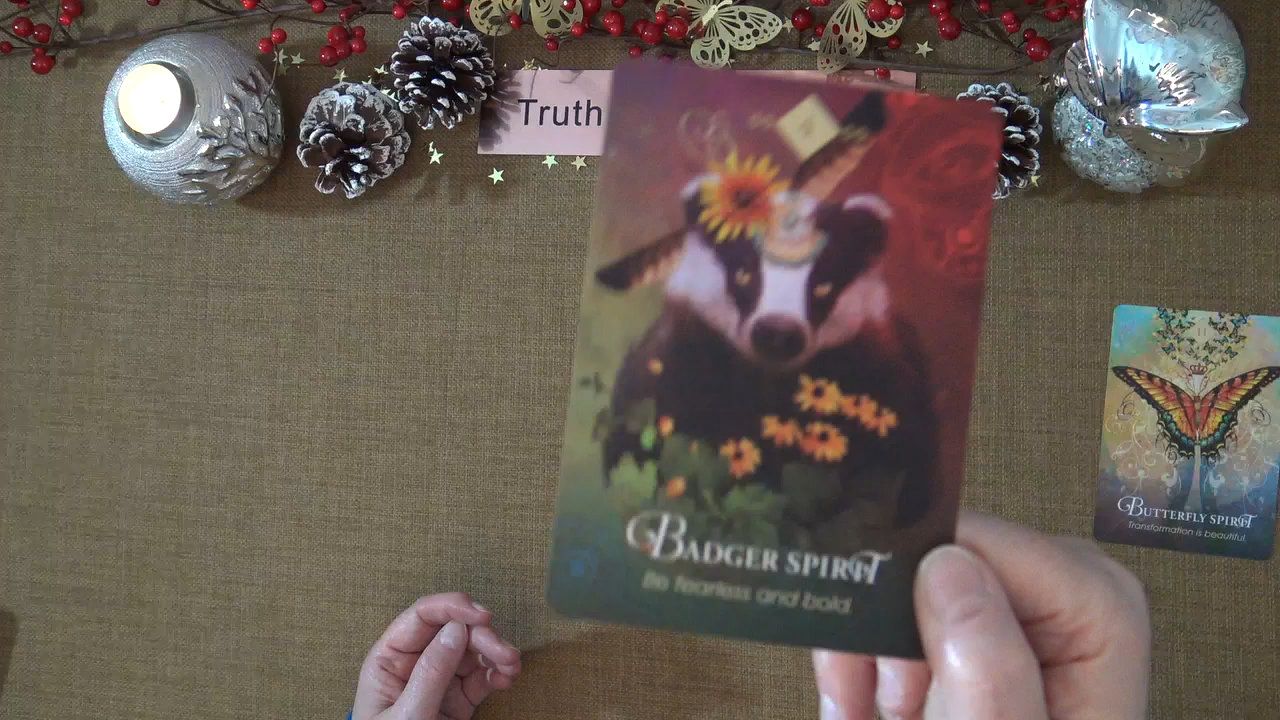 Truth
BADGER SPIRIT
Be fearless and bold.
BUTTERFLY SPIRIT
Transformation is beautiful.